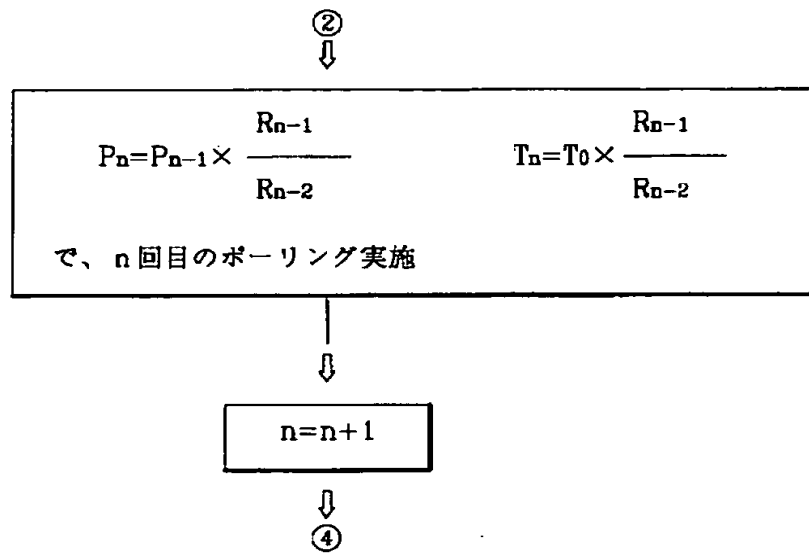 ②
Pn=Pn-1× Rn-1 / Rn-2 Tn=T0× Rn-1 / Rn-2
で、n回目のポーリング実施
n=n+1
④